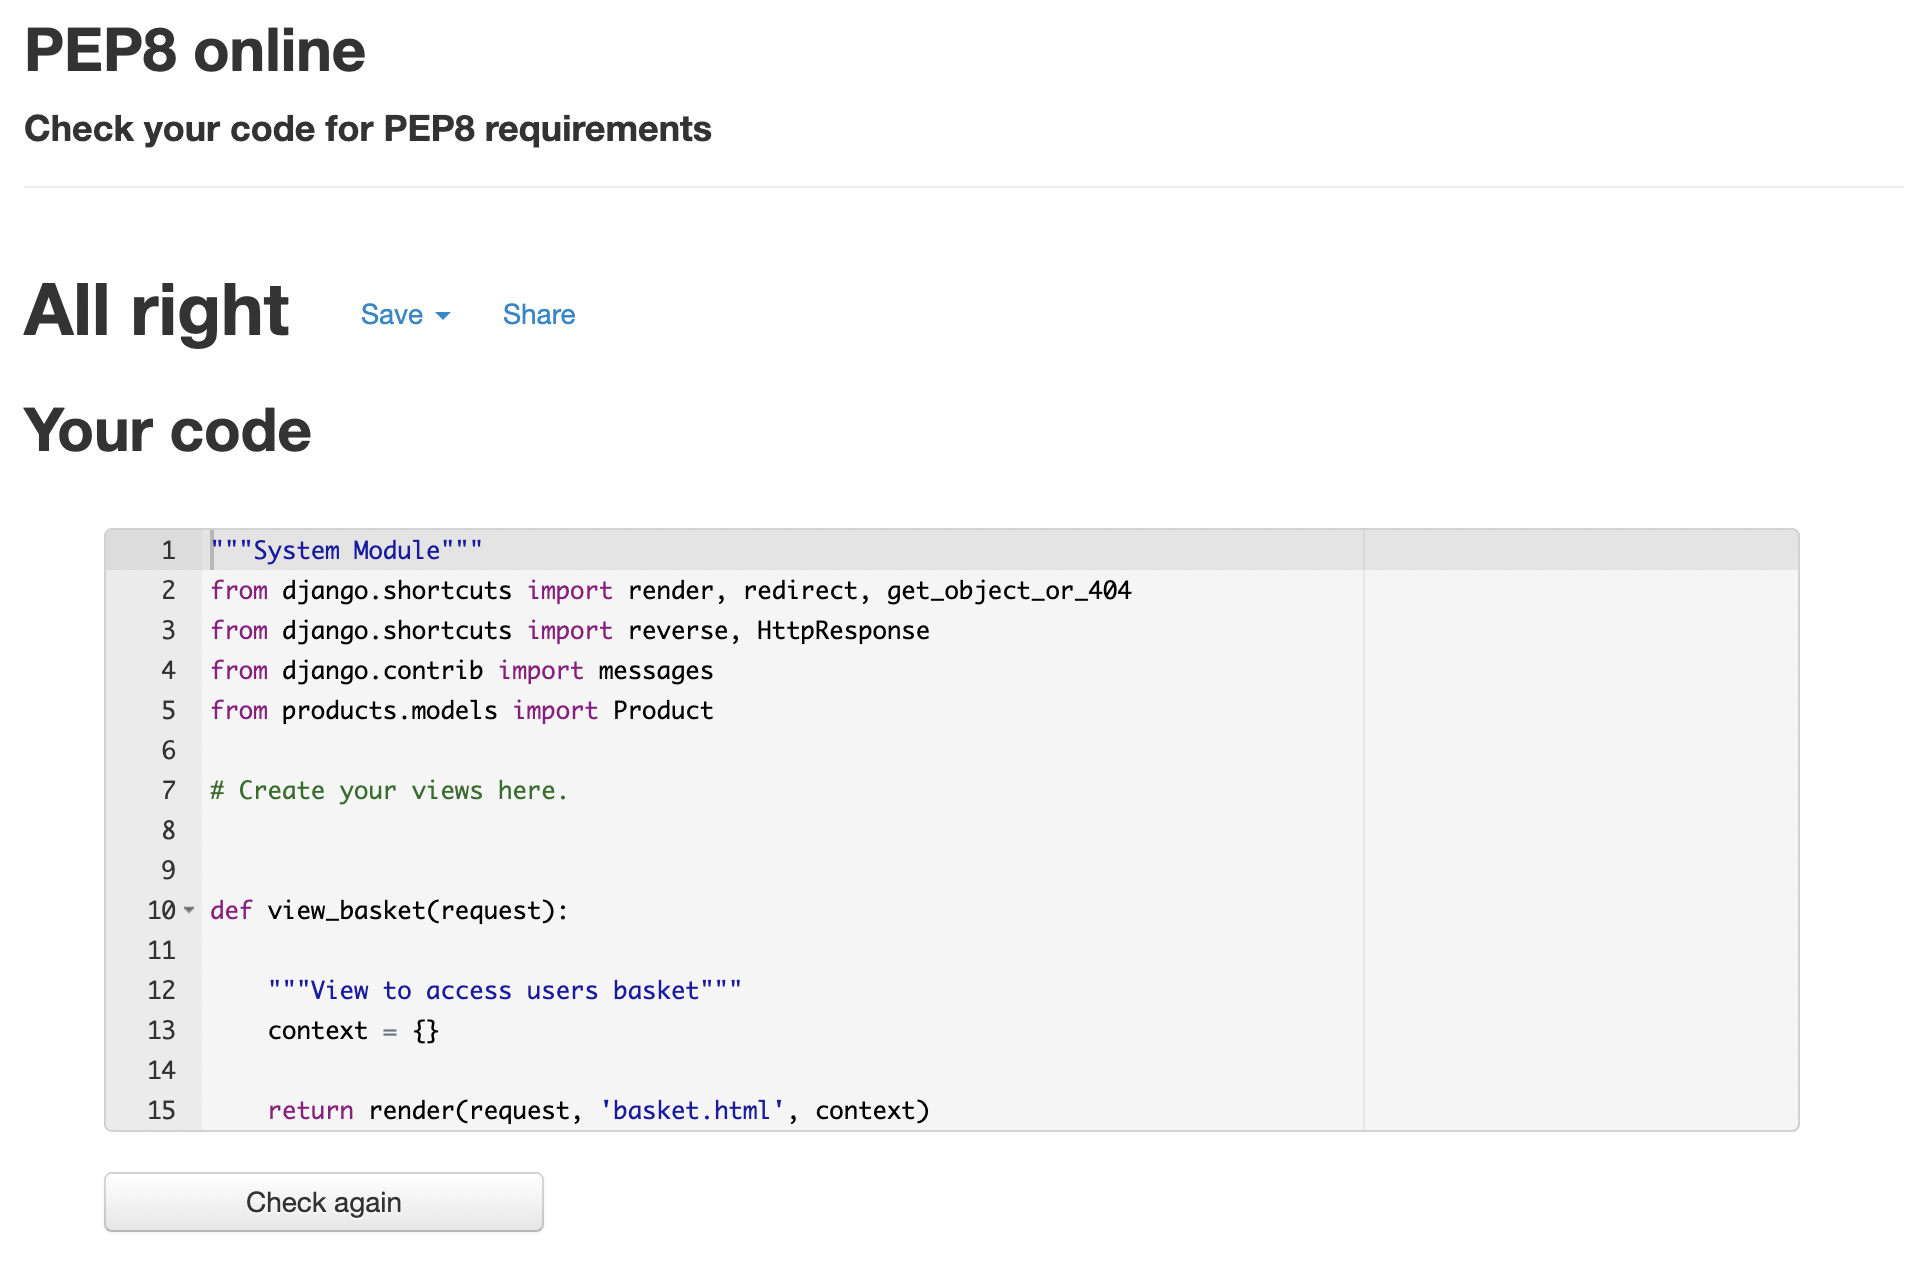 PEP8 online
Check your code for PEP8 requirements
All right Save Share
Your code
1 """System Module"""
2 from django.shortcuts import render, redirect, get_object_or_404
3 from django.shortcuts import reverse, HttpResponse
4 from django.contrib import messages
5 from products.models import Product
6
7 # Create your views here.
8
9
10 def view_basket(request):
11
12     """View to access users basket"""
13     context = {}
14
15     return render(request, 'basket.html', context)
Check again